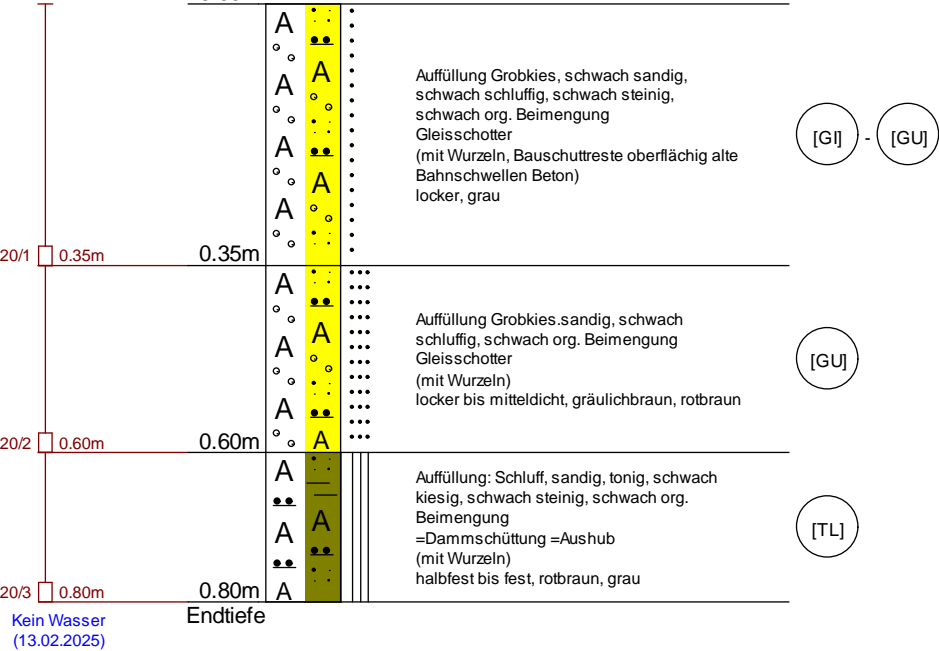 A
A
A
A
A
A
A
Auffüllung Grobkies, schwach sandig,
schwach schluffig, schwach steinig,
schwach org. Beimengung
Gleisschotter
(mit Wurzeln, Bauschuttreste oberflächig alte
Bahnschwellen Beton)
locker, grau
[GI] - [GU]
20/1 0.35m 0.35m
A
A
A
A
A
Auffüllung Grobkies.sandig, schwach
schluffig, schwach org. Beimengung
Gleisschotter
(mit Wurzeln)
locker bis mitteldicht, gräulichbraun, rotbraun
[GU]
20/2 0.60m 0.60m
A
A
A
A
Auffüllung: Schluff, sandig, tonig, schwach
kiesig, schwach steinig, schwach org.
Beimengung
=Dammschüttung =Aushub
(mit Wurzeln)
halbfest bis fest, rotbraun, grau
[TL]
20/3 0.80m 0.80m
Endtiefe
Kein Wasser
(13.02.2025)